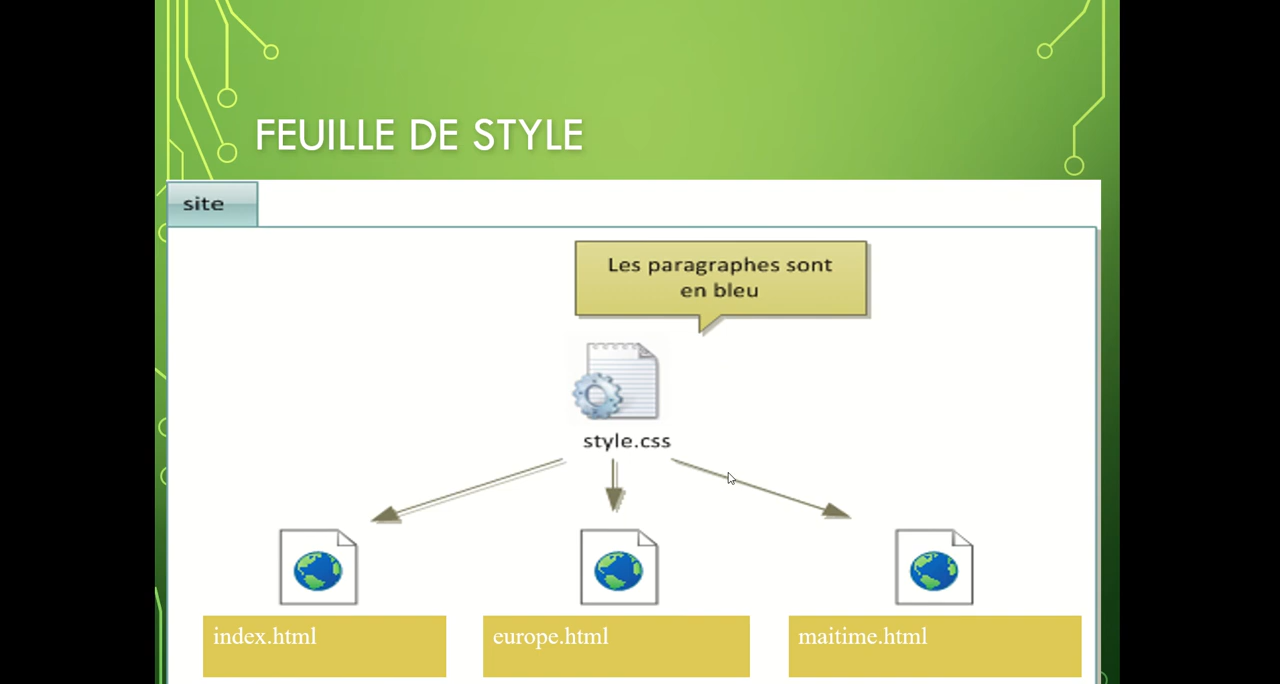 FEUILLE DE STYLE
site
Les paragraphes sont
en bleu
style.css
index.html
europe.html
maitime.html